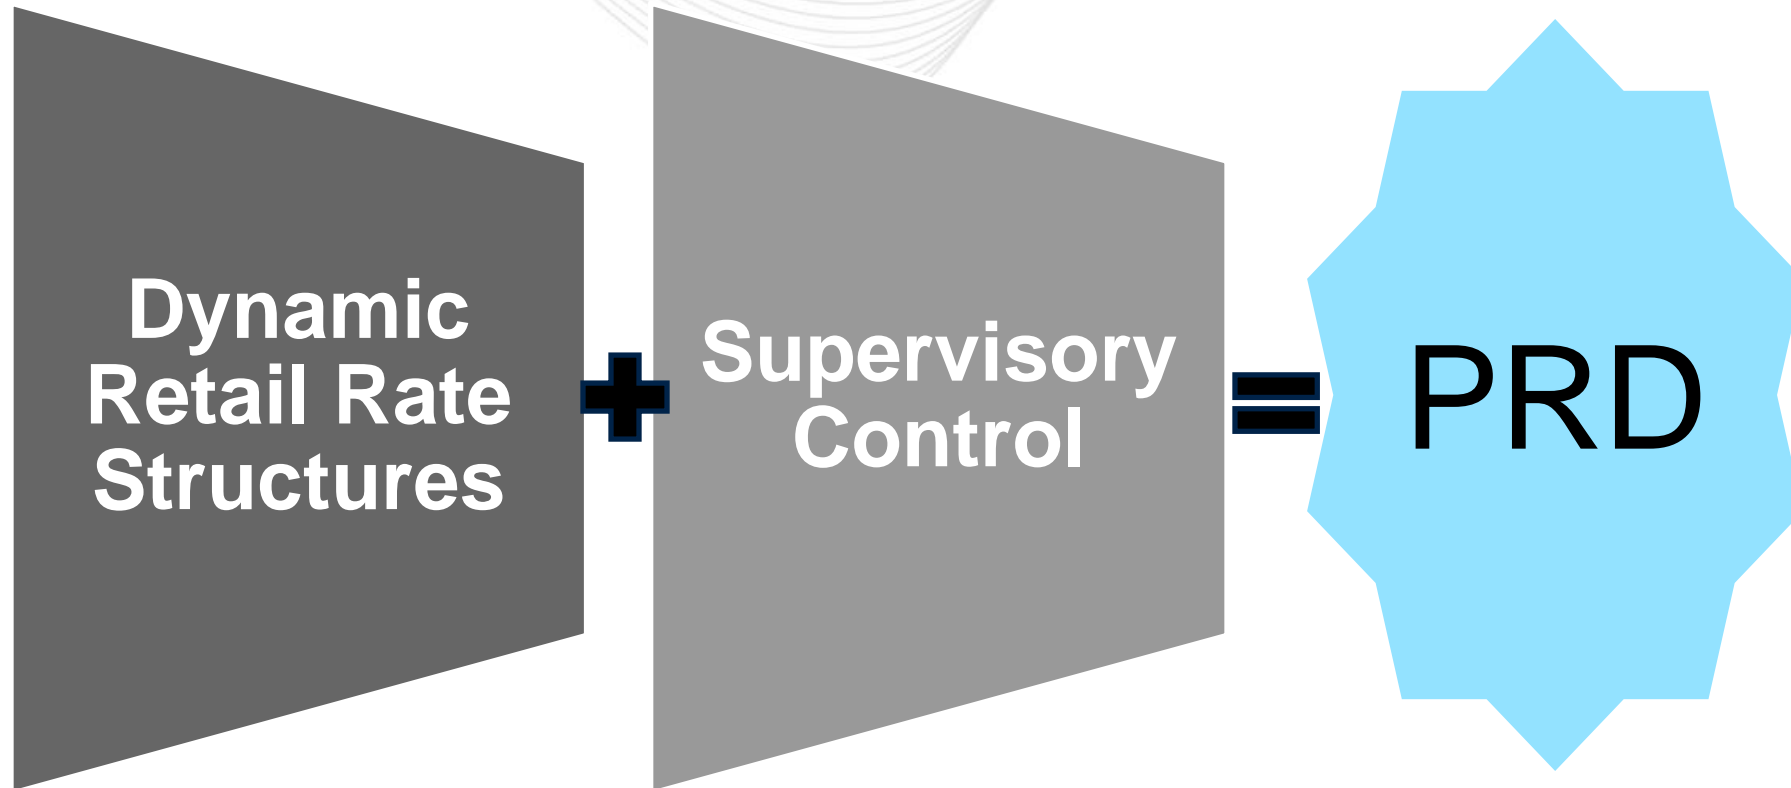 Dynamic
Retail Rate
Structures
Supervisory
Control
PRD